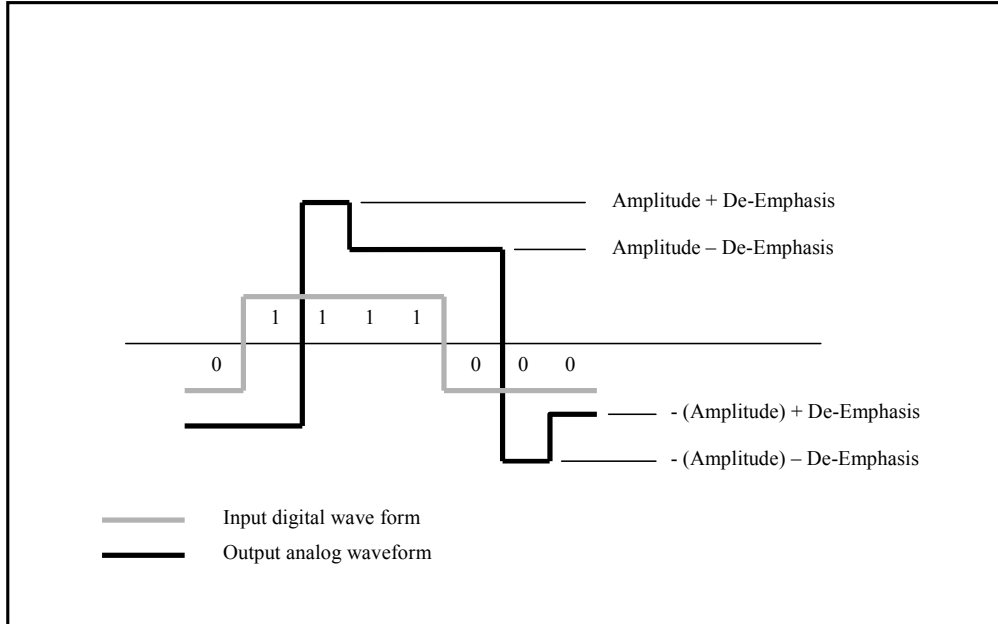 Amplitude + De-Emphasis
Amplitude – De-Emphasis
1 1 1 1
0 0 0 0
- (Amplitude) + De-Emphasis
- (Amplitude) – De-Emphasis
Input digital wave form
Output analog waveform